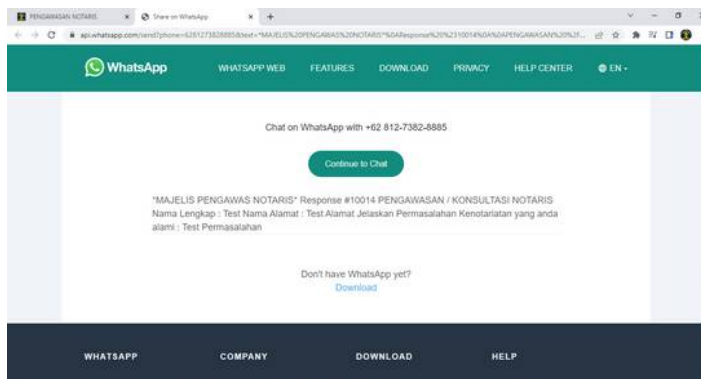 PENGAWASAN NOTARIS
Share on WhatsApp
WhatsApp
WHATSAPP WEB
FEATURES
DOWNLOAD
PRIVACY
HELP CENTER
EN
Chat on WhatsApp with +62 812-7382-8885
Continue to Chat
*MAJELIS PENGAWAS NOTARIS* Response #10014 PENGAWASAN / KONSULTASI NOTARIS
Nama Lengkap : Test Nama Alamat : Test Alamat Jelaskan Permasalahan Kenotariatan yang anda
alami : Test Permasalahan
Don't have WhatsApp yet?
Download
WHATSAPP
COMPANY
DOWNLOAD
HELP